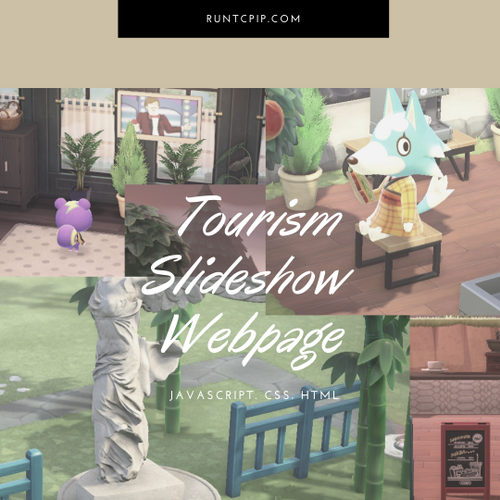 RUNTCPIP.COM
Tourism
Slideshow
Webpage
JAVASCRIPT. CSS. HTML